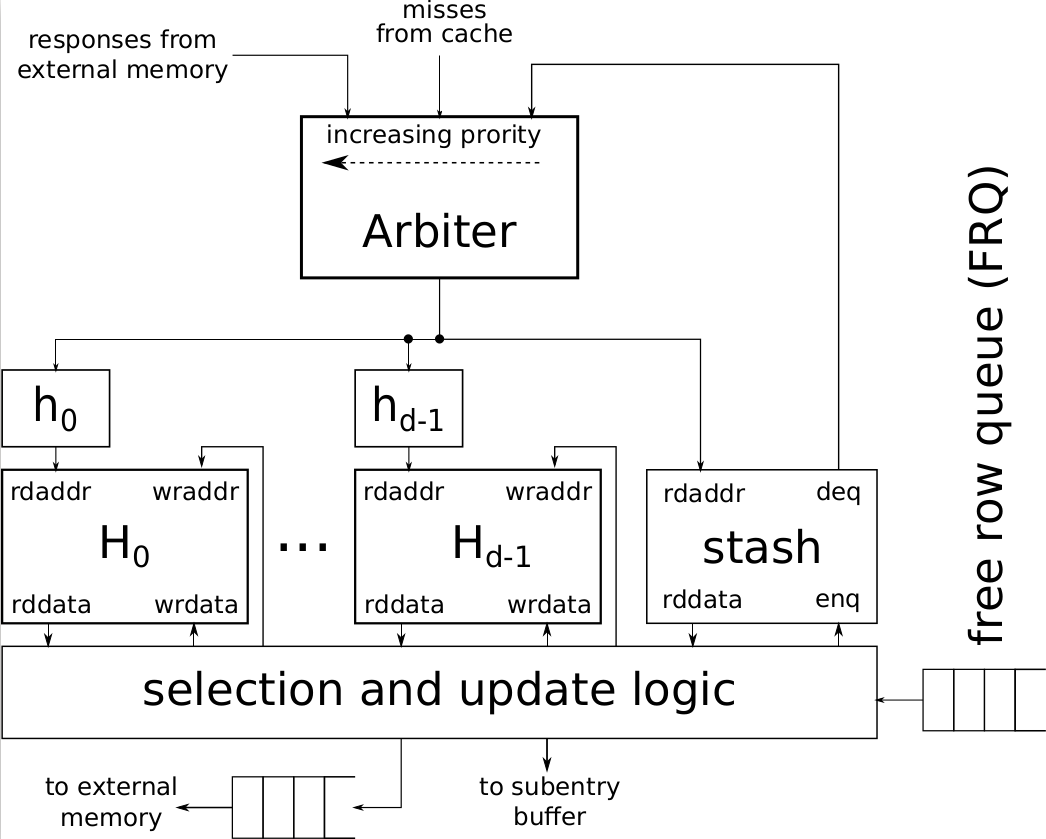 misses
from cache
responses from
external memory
increasing prority
Arbiter
free row queue (FRQ)
h0
hd-1
rdaddr wraddr
H0
rddata wrdata
...
rdaddr wraddr
Hd-1
rddata wrdata
rdaddr deq
stash
rddata enq
selection and update logic
to external
memory
to subentry
buffer